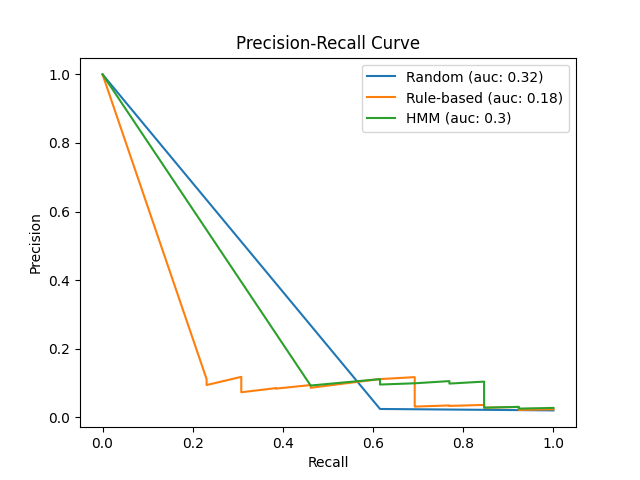 Precision-Recall Curve
Random (auc: 0.32)
Rule-based (auc: 0.18)
HMM (auc: 0.3)
Precision
1.0
0.8
0.6
0.4
0.2
0.0
0.0 0.2 0.4 0.6 0.8 1.0
Recall